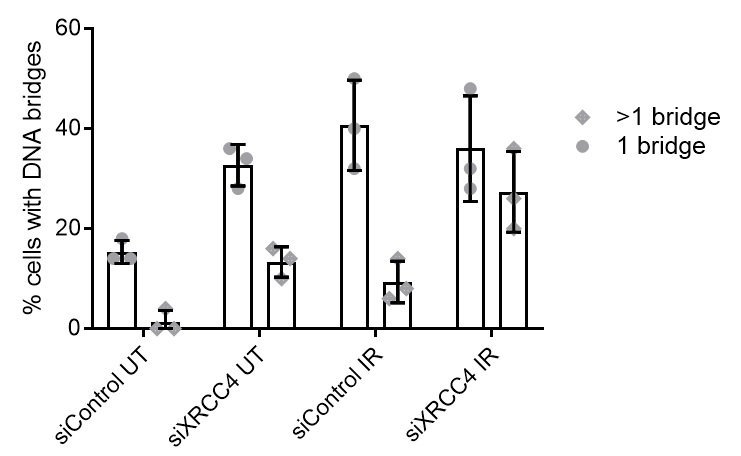 % cells with DNA bridges
60
40
20
0
siControl UT
siXRCC4 UT
siControl IR
siXRCC4 IR
>1 bridge
1 bridge